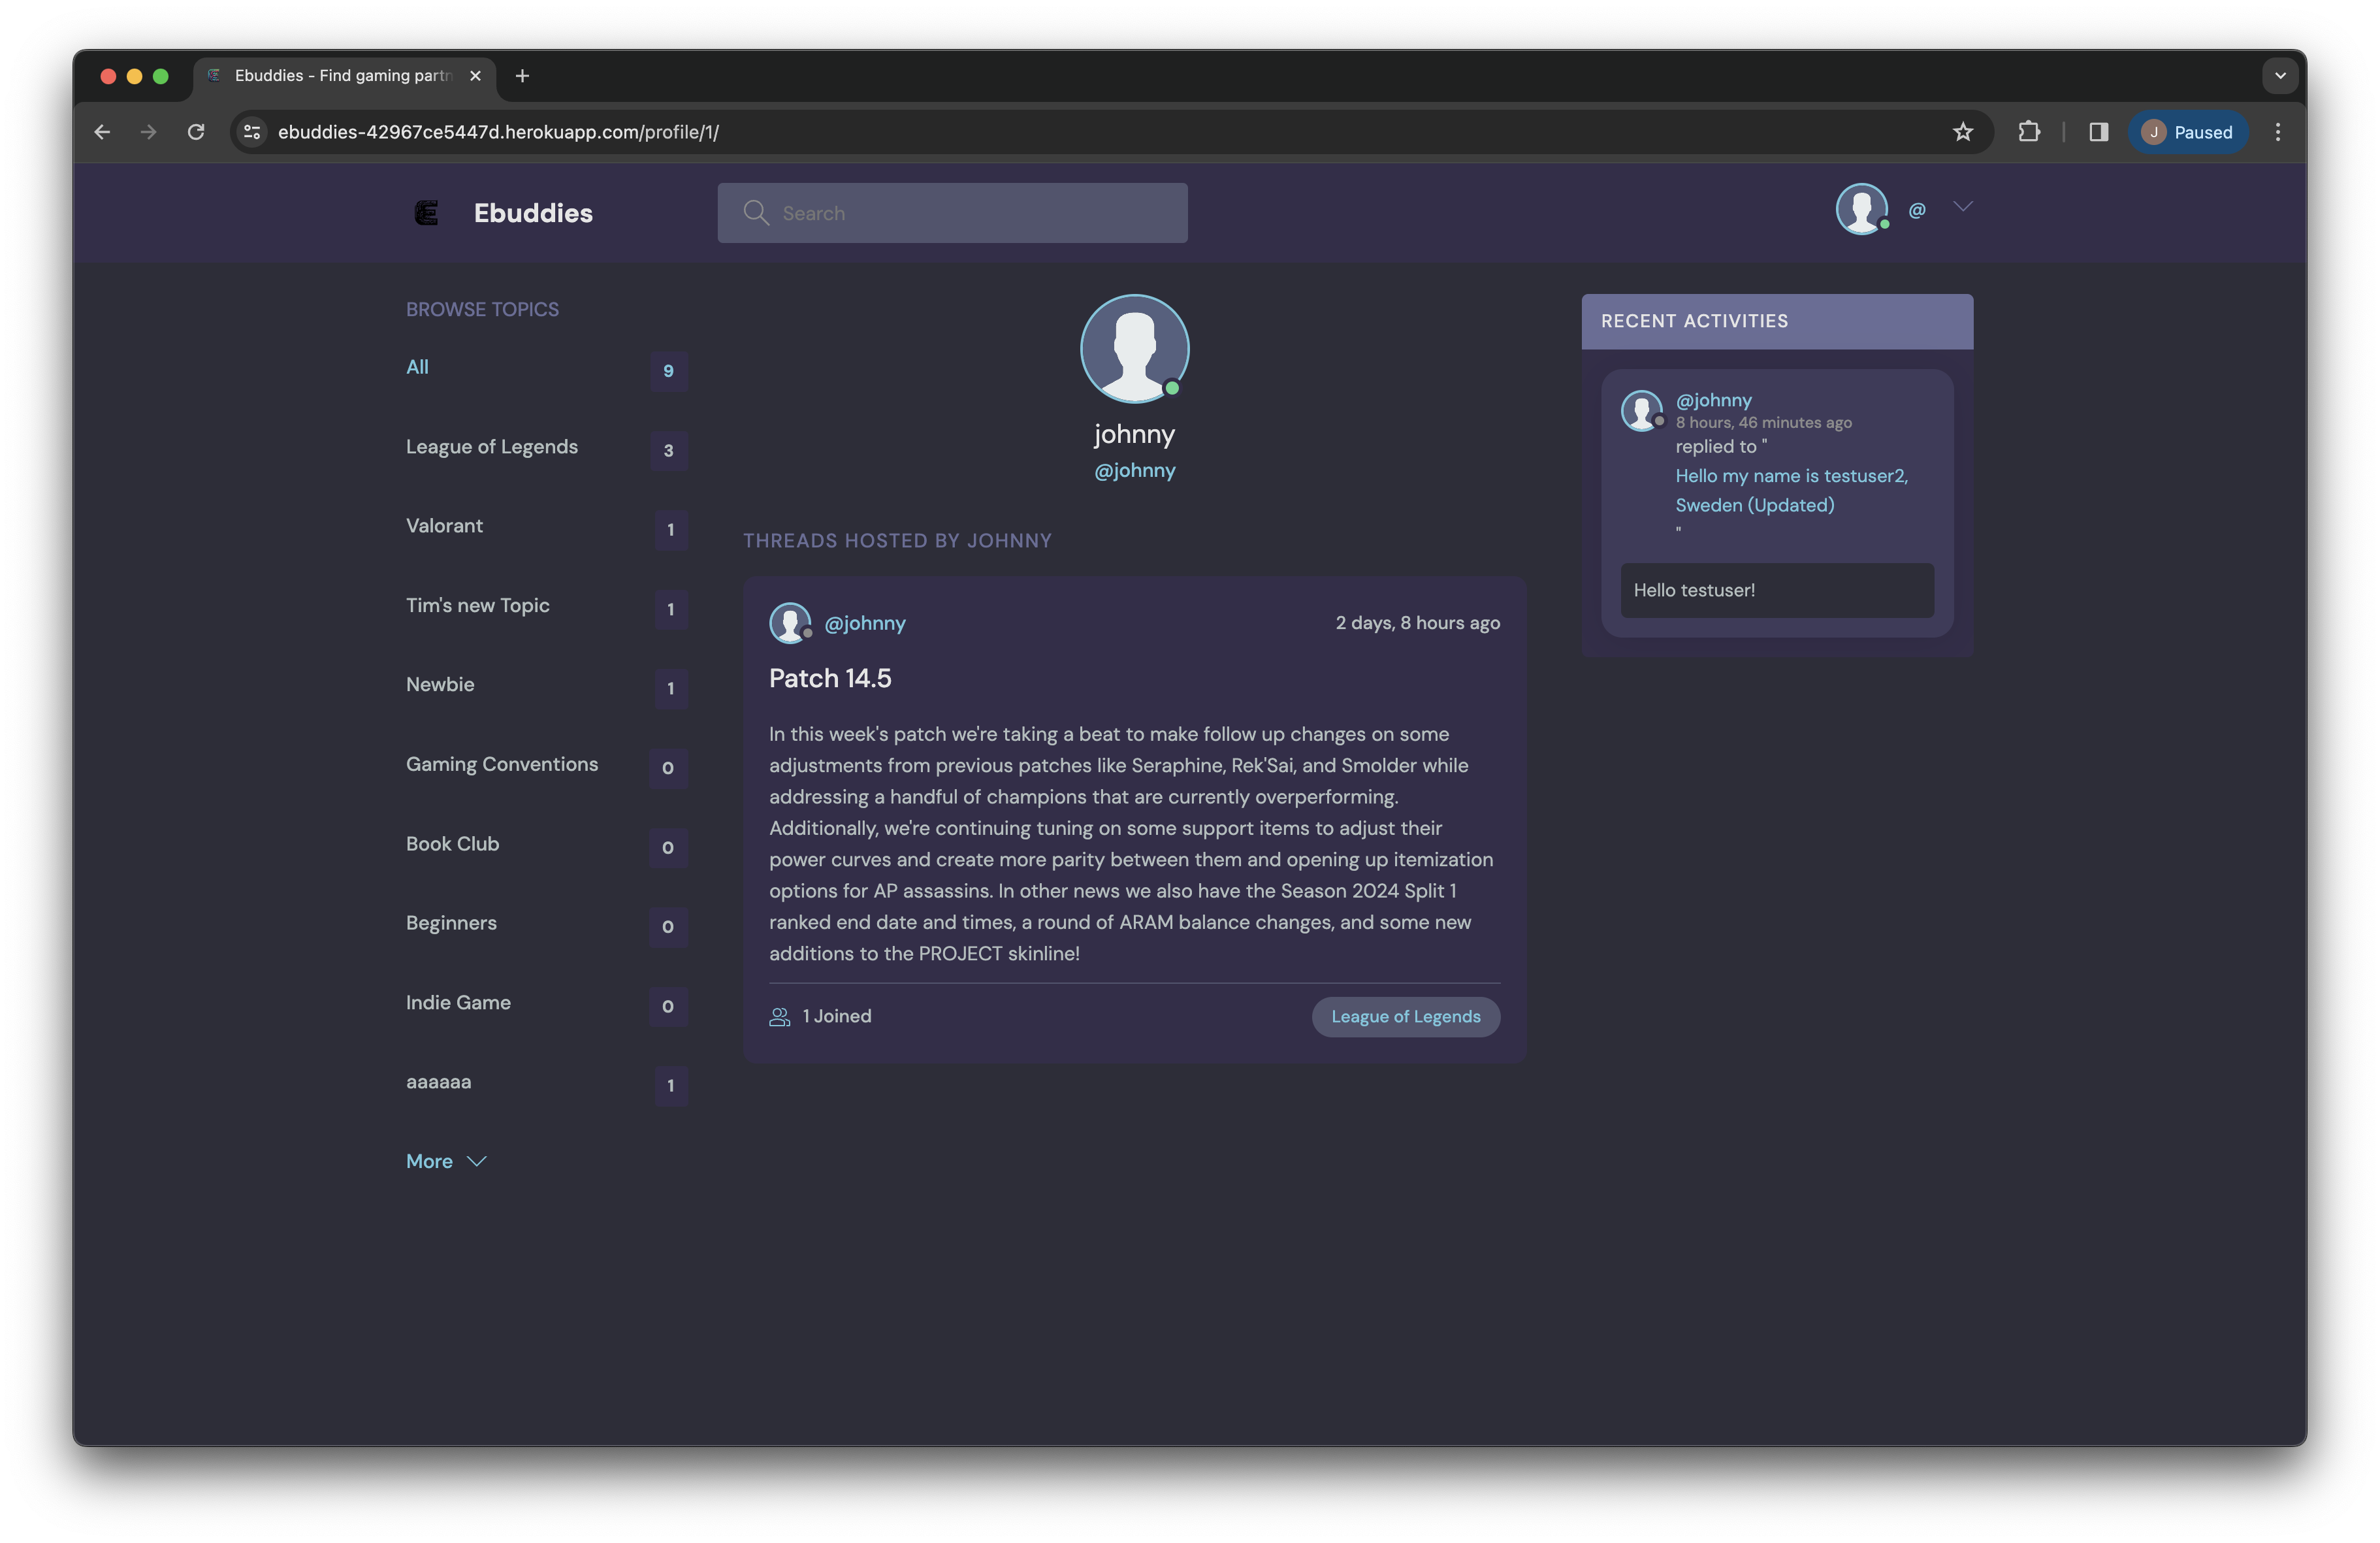 Ebuddies - Find gaming partn
ebuddies-42967ce5447d.herokuapp.com/profile/1/
J Paused
Ebuddies
Search
@
BROWSE TOPICS
All 9
League of Legends 3
Valorant 1
Tim's new Topic 1
Newbie 1
Gaming Conventions 0
Book Club 0
Beginners 0
Indie Game 0
aaaaaa 1
More
johnny
@johnny
THREADS HOSTED BY JOHNNY
@johnny 2 days, 8 hours ago
Patch 14.5
In this week's patch we're taking a beat to make follow up changes on some
adjustments from previous patches like Seraphine, Rek'Sai, and Smolder while
addressing a handful of champions that are currently overperforming.
Additionally, we're continuing tuning on some support items to adjust their
power curves and create more parity between them and opening up itemization
options for AP assassins. In other news we also have the Season 2024 Split 1
ranked end date and times, a round of ARAM balance changes, and some new
additions to the PROJECT skinline!
1 Joined
League of Legends
RECENT ACTIVITIES
@johnny
8 hours, 46 minutes ago
replied to "
Hello my name is testuser2,
Sweden (Updated)
"
Hello testuser!